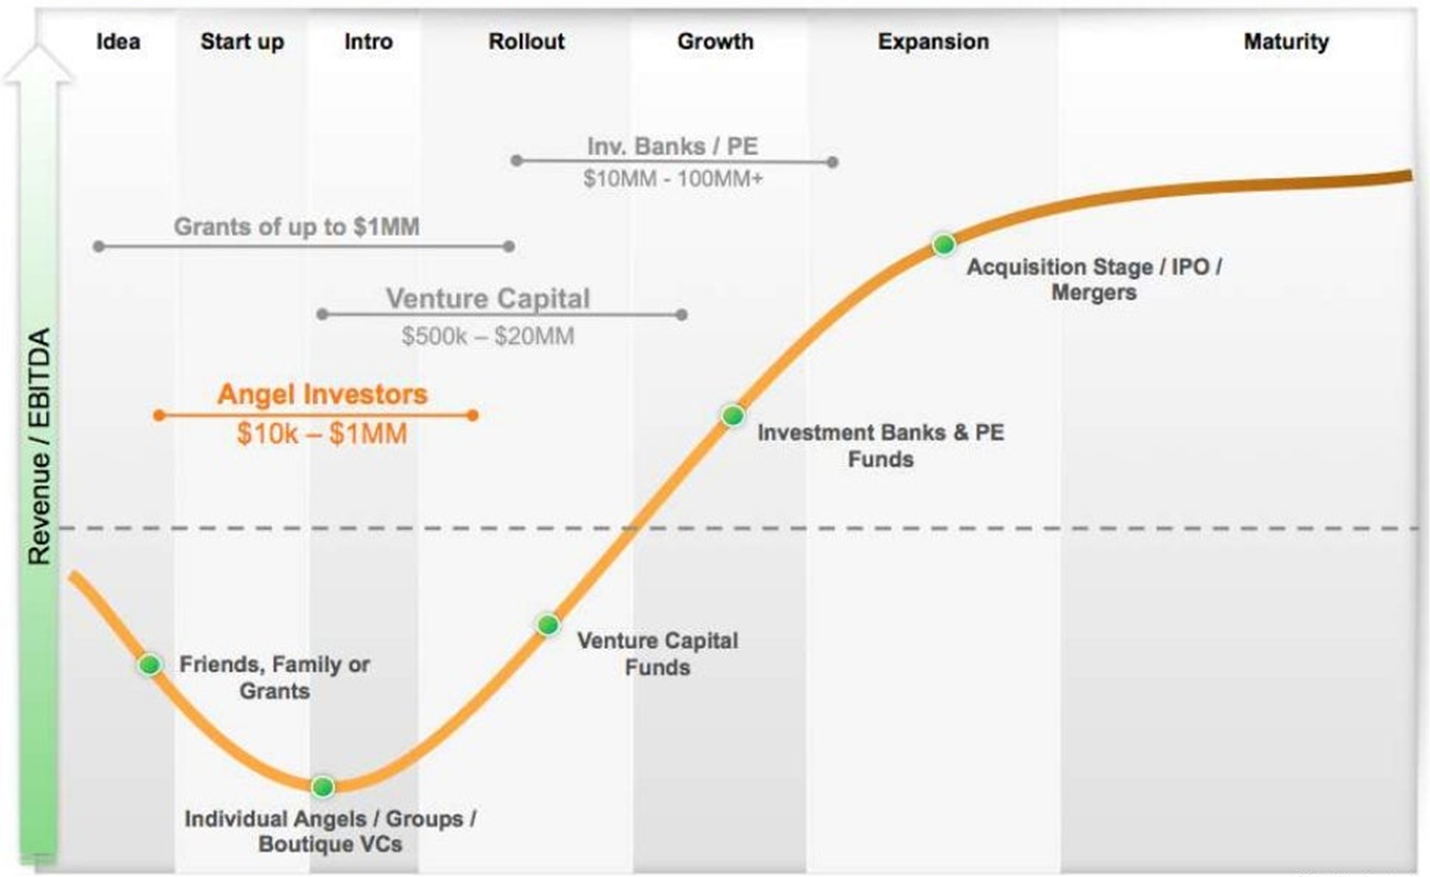 Idea
Start up
Intro
Rollout
Growth
Expansion
Maturity
Inv. Banks / PE
$10MM - 100MM+
Grants of up to $1MM
Venture Capital
$500k – $20MM
Angel Investors
$10k – $1MM
Revenue / EBITDA
Acquisition Stage / IPO /
Mergers
Investment Banks & PE
Funds
Venture Capital
Funds
Friends, Family or
Grants
Individual Angels / Groups /
Boutique VCs